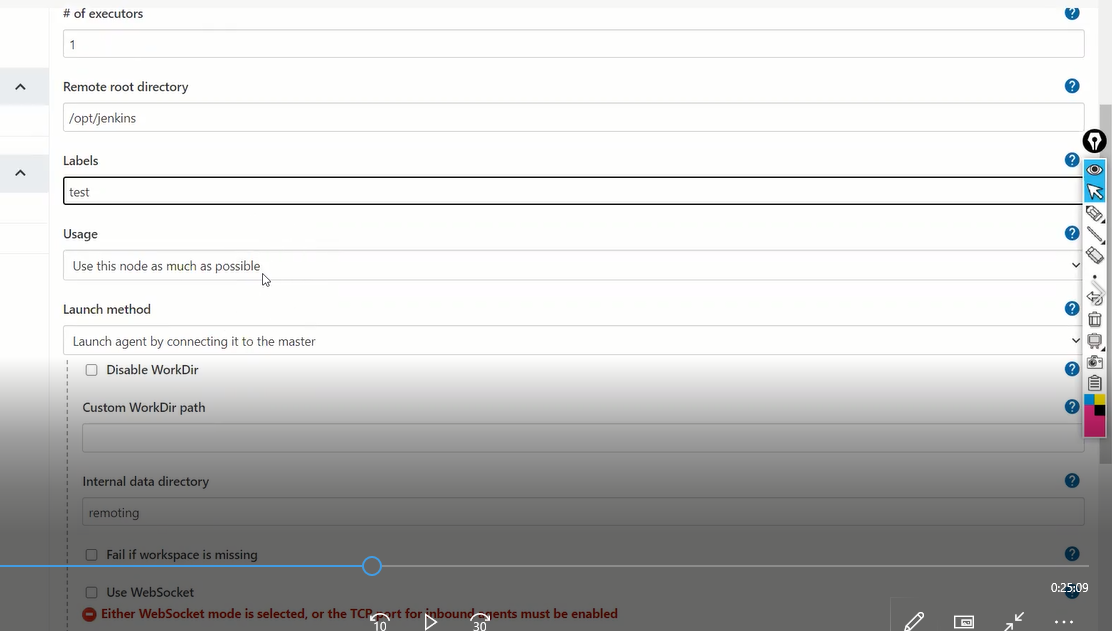 # of executors
1
Remote root directory
/opt/jenkins
Labels
test
Usage
Use this node as much as possible
Launch method
Launch agent by connecting it to the master
Disable WorkDir
Custom WorkDir path
Internal data directory
remoting
Fail if workspace is missing
Use WebSocket
0:25:09
Either WebSocket mode is selected, or the TCP port for inbound agents must be enabled
10
30